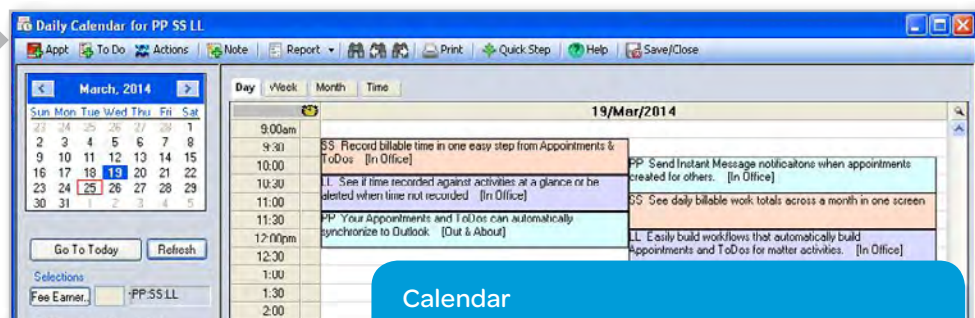 Daily Calendar for PP SS LL
Appt To Do Actions Note Report Print Quick Step Help Save/Close
March, 2014
Sun Mon Tue Wed Thu Fri Sat
23 24 25 26 27 28 1
2 3 4 5 6 7 8
9 10 11 12 13 14 15
16 17 18 19 20 21 22
23 24 25 26 27 28 29
30 31 1 2 3 4 5
Go To Today Refresh
Selections
Fee Earner.. -PP:SS:LL
Day Week Month Time
19/Mar/2014
9:00am
9:30
10:00
10:30
11:00
11:30
12:00pm
12:30
1:00
1:30
2:00
SS Record billable time in one easy step from Appointments &
ToDos [In Office]
LL See if time recorded against activities at a glance or be
alerted when time not recorded [In Office]
PP Your Appointments and ToDos can automatically
synchronize to Outlook [Out & About]
PP Send Instant Message notificaitons when appointments
created for others. [In Office]
SS See daily billable work totals across a month in one screen
LL Easily build workflows that automatically build
Appointments and ToDos for matter activities. [In Office]
Calendar